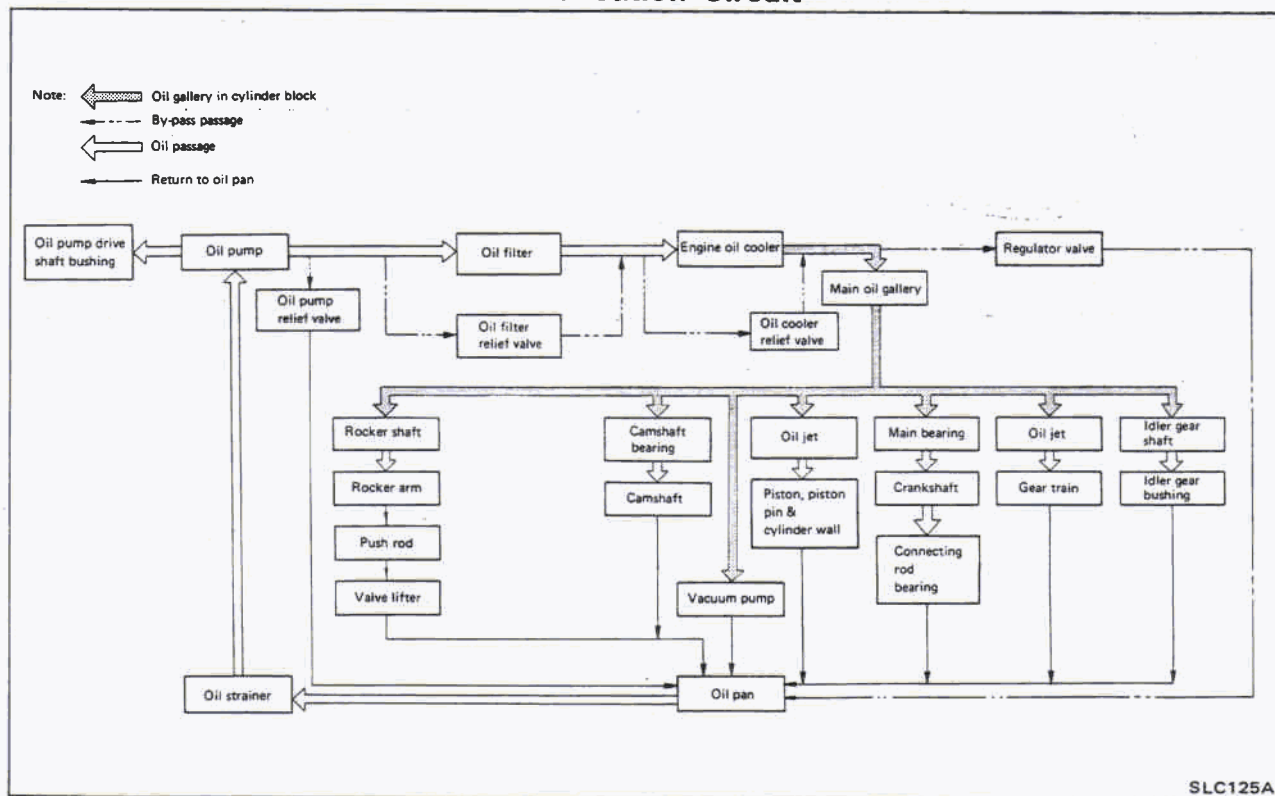 Circuit
Note:
Oil gallery in cylinder block
By-pass passage
Oil passage
Return to oil pan
Oil pump drive
shaft bushing
Oil pump
Oil filter
Engine oil cooler
Regulator valve
Main oil gallery
Oil pump
relief valve
Oil filter
relief valve
Oil cooler
relief valve
Rocker shaft
Camshaft
bearing
Oil jet
Main bearing
Oil jet
Idler gear
shaft
Rocker arm
Camshaft
Piston, piston
pin &
cylinder wall
Crankshaft
Gear train
Idler gear
bushing
Push rod
Connecting
rod
bearing
Valve lifter
Vacuum pump
Oil strainer
Oil pan
SLC125A